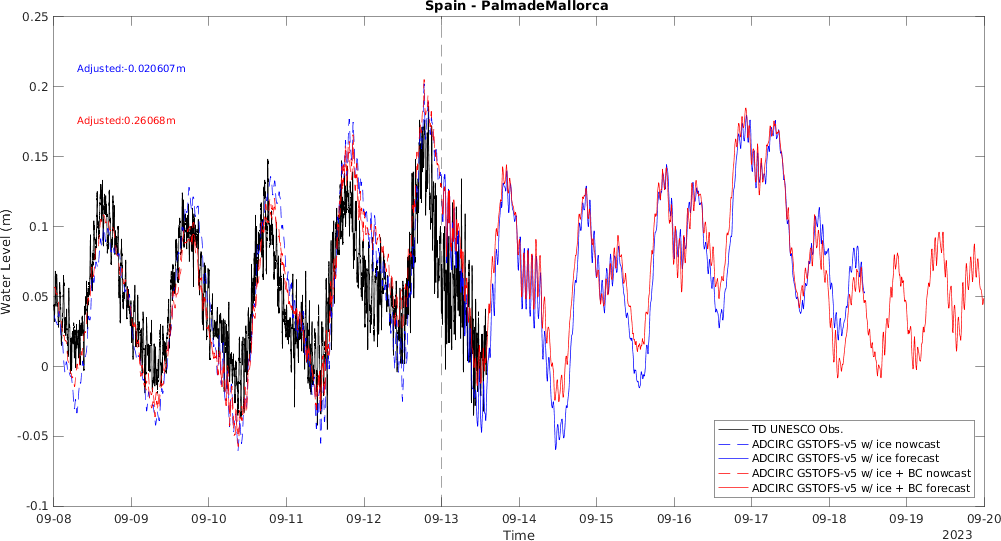 Spain - PalmadeMallorca
0.25
0.2
0.15
0.1
0.05
0
-0.05
-0.1
Water Level (m)
Adjusted:-0.020607m
Adjusted:0.26068m
TD UNESCO Obs.
ADCIRC GSTOFS-v5 w/ ice nowcast
ADCIRC GSTOFS-v5 w/ ice forecast
ADCIRC GSTOFS-v5 w/ ice + BC nowcast
ADCIRC GSTOFS-v5 w/ ice + BC forecast
09-08 09-09 09-10 09-11 09-12 09-13 09-14 09-15 09-16 09-17 09-18 09-19 09-20
Time
2023